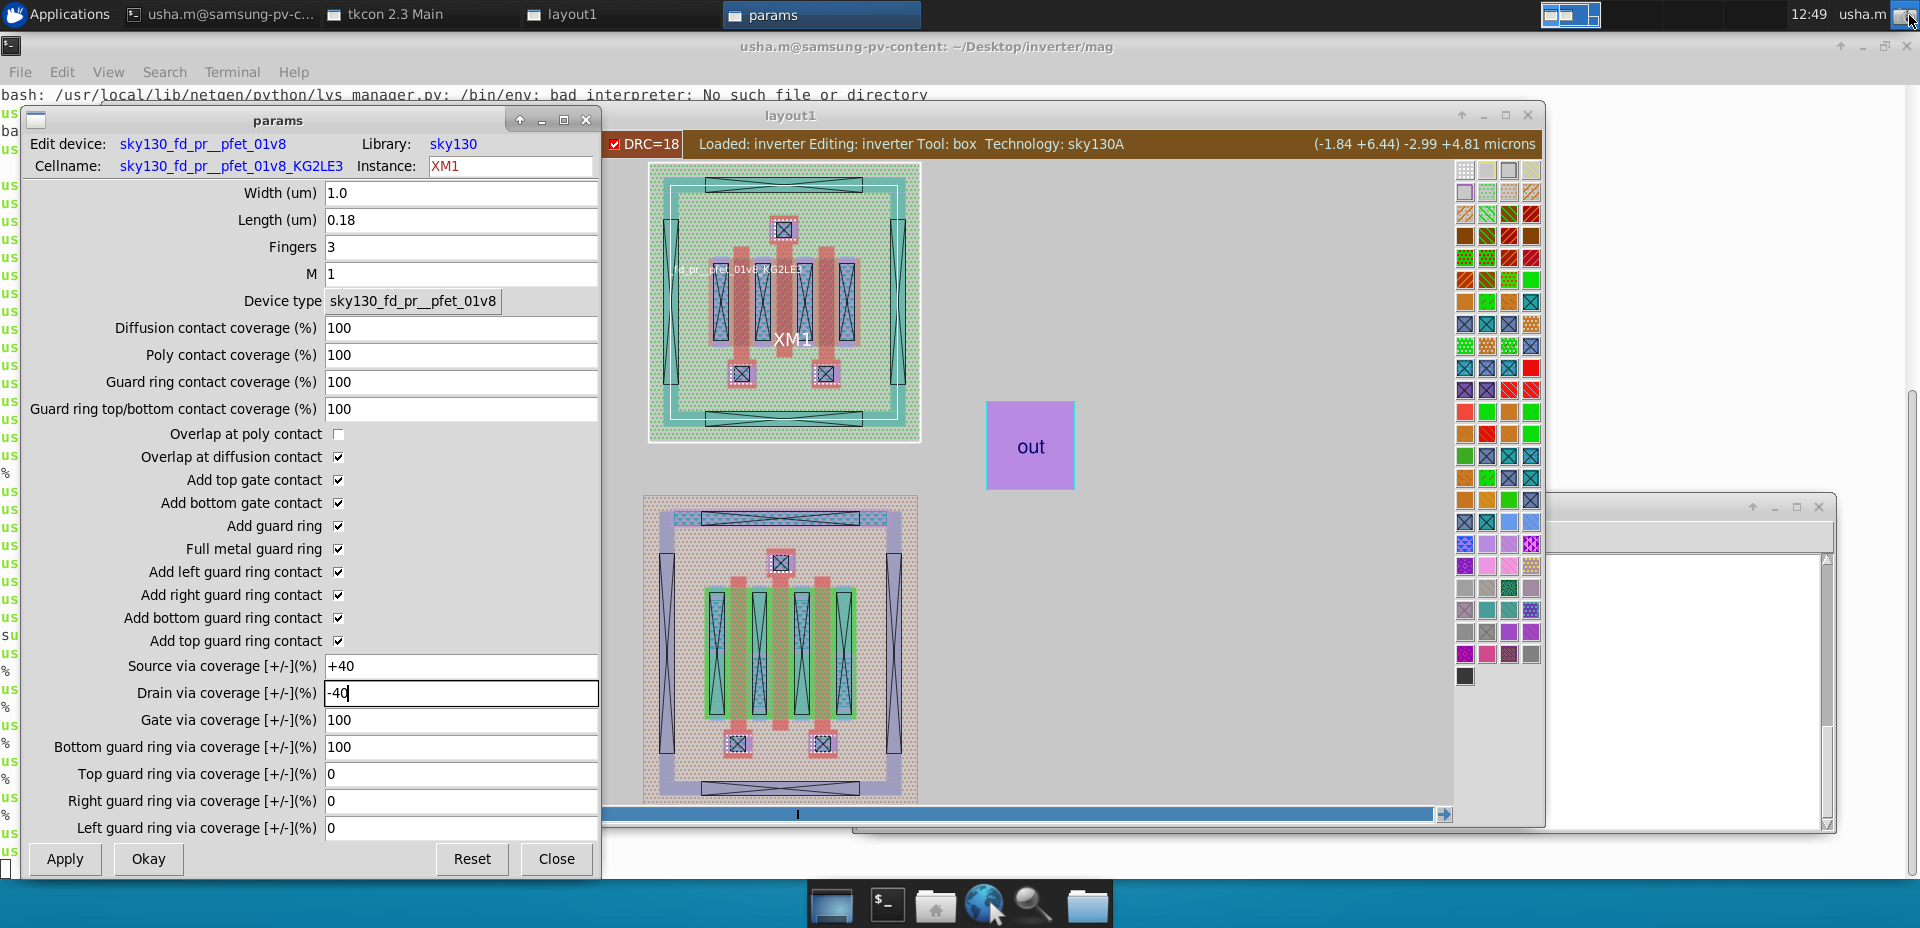 Applications usha.m@samsung-pv-c... tkcon 2.3 Main layout1 params 12:49 usha.m
usha.m@samsung-pv-content: ~/Desktop/inverter/mag
File Edit View Search Terminal Help
bash: /usr/local/lib/netgen/python/lvs_manager.py: /bin/env: bad interpreter: No such file or directory
params
layout1
Edit device: sky130_fd_pr__pfet_01v8 Library: sky130
Cellname: sky130_fd_pr__pfet_01v8_KG2LE3 Instance: XM1
DRC=18 Loaded: inverter Editing: inverter Tool: box Technology: sky130A (-1.84 +6.44) -2.99 +4.81 microns
Width (um) 1.0
Length (um) 0.18
Fingers 3
M 1
Device type sky130_fd_pr__pfet_01v8
Diffusion contact coverage (%) 100
Poly contact coverage (%) 100
Guard ring contact coverage (%) 100
Guard ring top/bottom contact coverage (%) 100
Overlap at poly contact
Overlap at diffusion contact
Add top gate contact
Add bottom gate contact
Add guard ring
Full metal guard ring
Add left guard ring contact
Add right guard ring contact
Add bottom guard ring contact
Add top guard ring contact
Source via coverage [+/-](%) +40
Drain via coverage [+/-](%) -40
Gate via coverage [+/-](%) 100
Bottom guard ring via coverage [+/-](%) 100
Top guard ring via coverage [+/-](%) 0
Right guard ring via coverage [+/-](%) 0
Left guard ring via coverage [+/-](%) 0
Apply Okay Reset Close
_fd_pr__pfet_01v8_KG2LE3
XM1
out